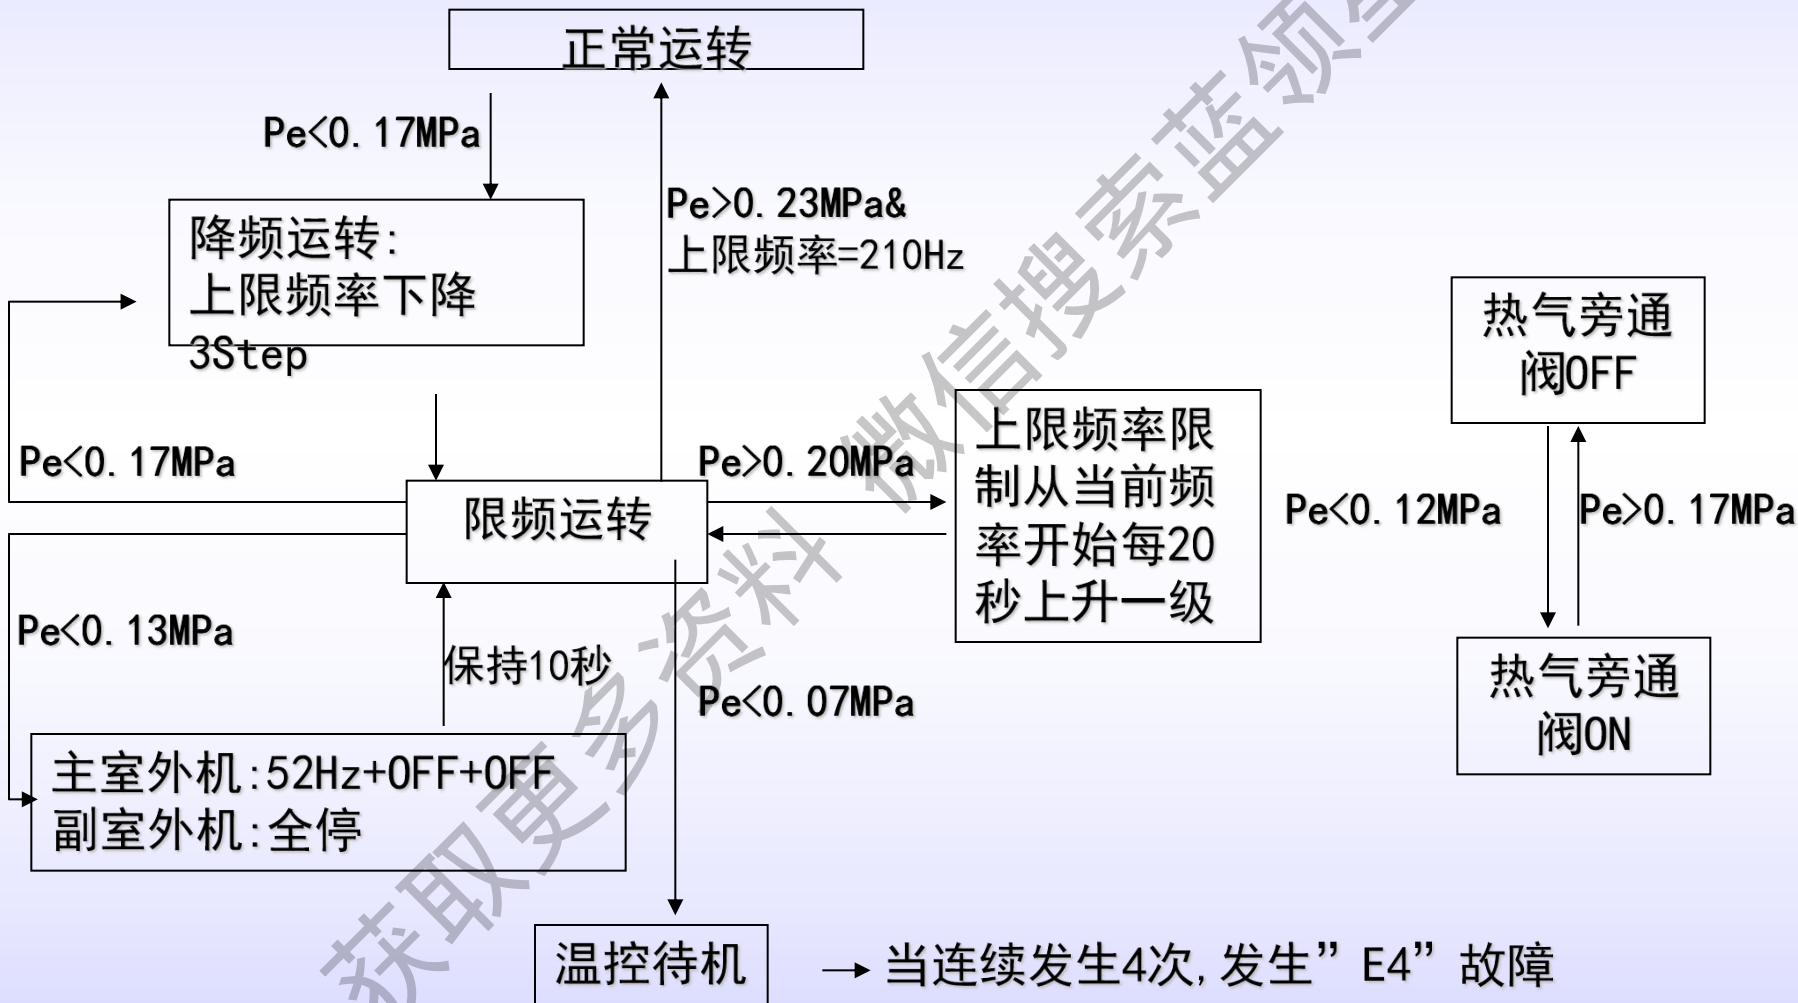 正常运转
Pe<0.17MPa
Pe>0.23MPa&
上限频率=210Hz
降频运转:
上限频率下降
3Step
热气旁通
阀OFF
Pe<0.17MPa
Pe>0.20MPa
上限频率限
制从当前频
率开始每20
秒上升一级
限频运转
Pe<0.12MPa
Pe>0.17MPa
Pe<0.13MPa
保持10秒
Pe<0.07MPa
热气旁通
阀ON
主室外机:52Hz+OFF+OFF
副室外机:全停
温控待机
当连续发生4次,发生”E4”故障
获取更多资料 微信搜索蓝领